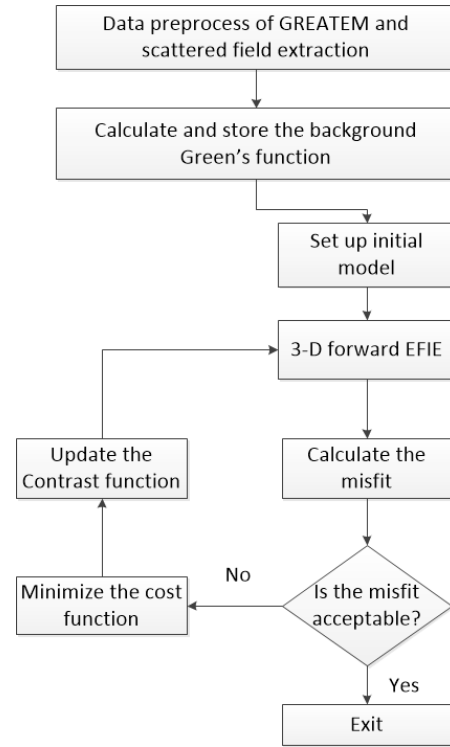 Data preprocess of GREATEM and
scattered field extraction
Calculate and store the background
Green's function
Set up initial
model
3-D forward EFIE
Calculate the
misfit
Is the misfit
acceptable?
No
Minimize the cost
function
Update the
Contrast function
Yes
Exit